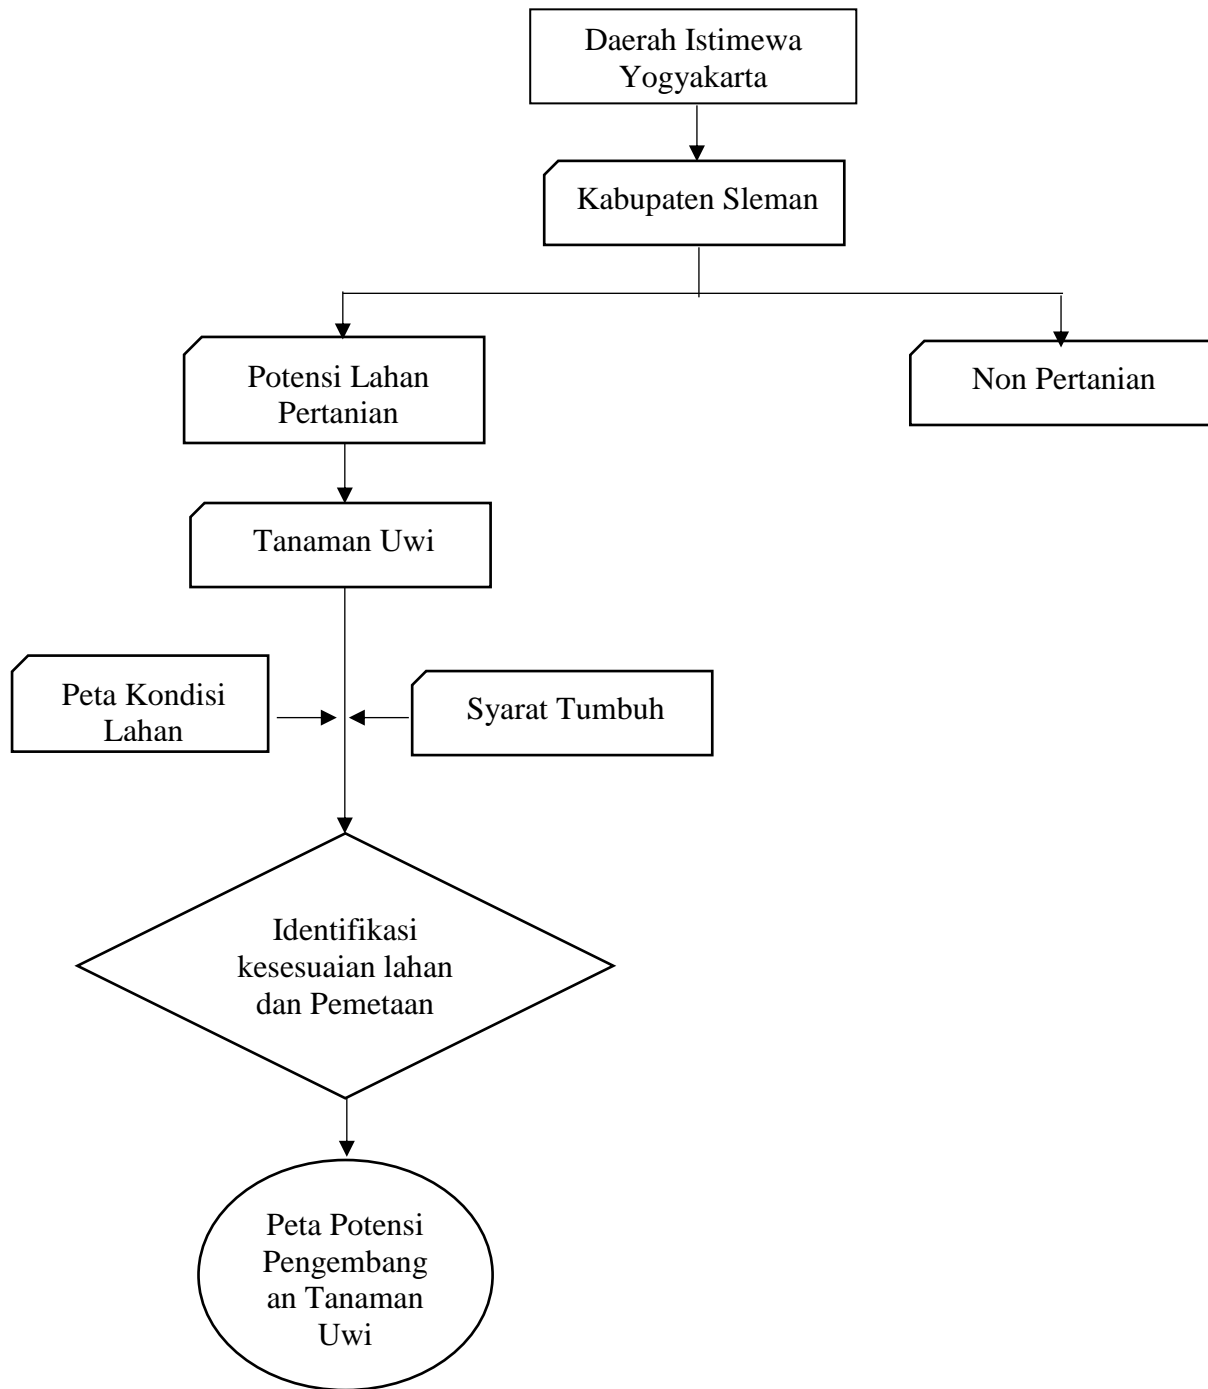 Daerah Istimewa
Yogyakarta
Kabupaten Sleman
Potensi Lahan
Pertanian
Non Pertanian
Tanaman Uwi
Peta Kondisi
Lahan
Syarat Tumbuh
Identifikasi
kesesuaian lahan
dan Pemetaan
Peta Potensi
Pengembang
an Tanaman
Uwi